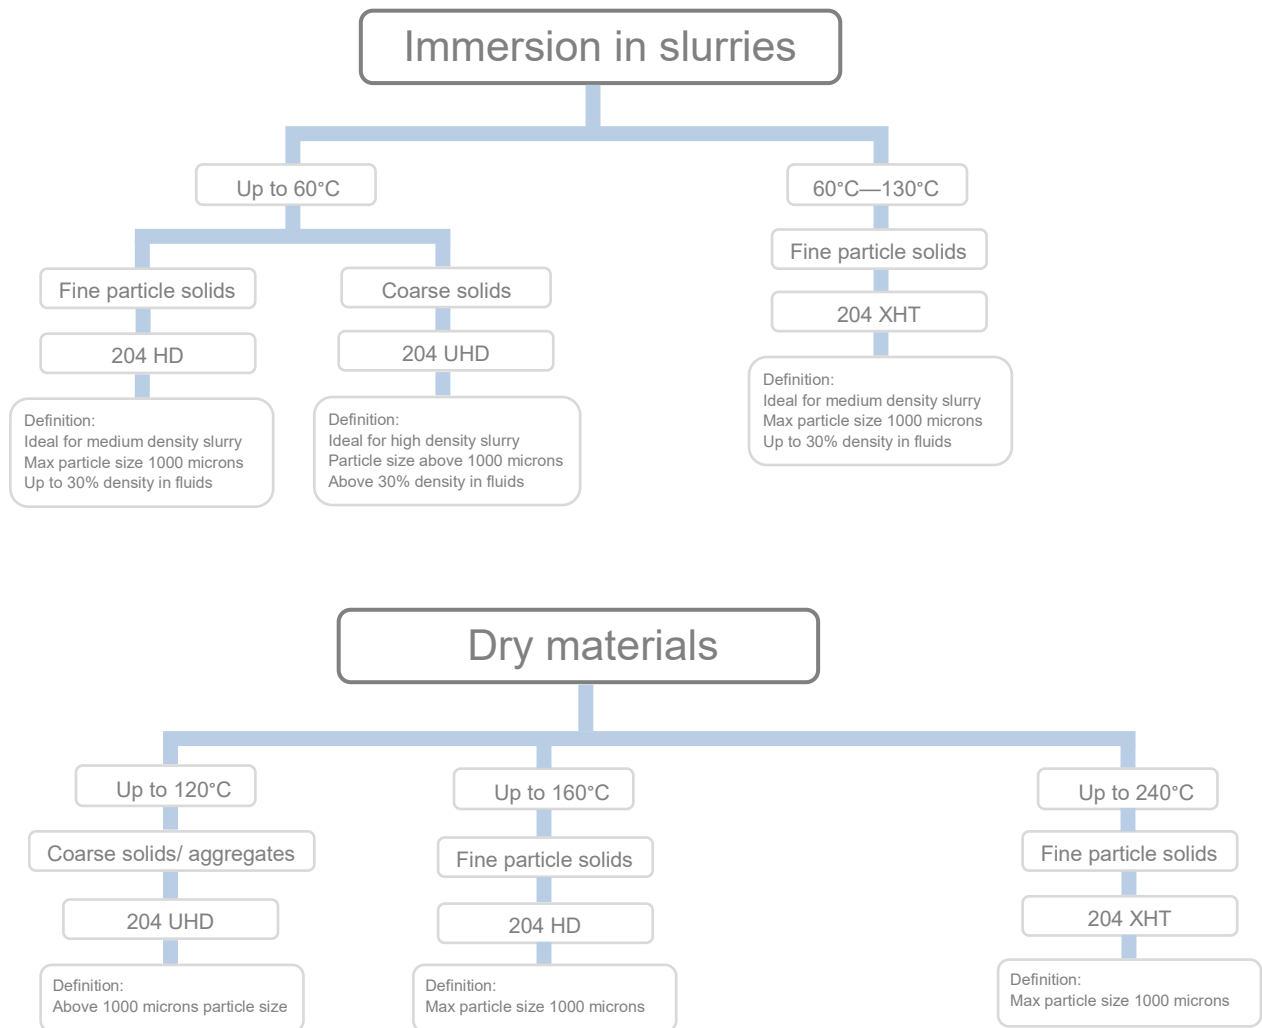 Immersion in slurries
Up to 60°C
60°C—130°C
Fine particle solids
Coarse solids
Fine particle solids
204 HD
204 UHD
204 XHT
Definition:
Ideal for medium density slurry
Max particle size 1000 microns
Up to 30% density in fluids
Definition:
Ideal for high density slurry
Particle size above 1000 microns
Above 30% density in fluids
Definition:
Ideal for medium density slurry
Max particle size 1000 microns
Up to 30% density in fluids
Dry materials
Up to 120°C
Up to 160°C
Up to 240°C
Coarse solids/ aggregates
Fine particle solids
Fine particle solids
204 UHD
204 HD
204 XHT
Definition:
Above 1000 microns particle size
Definition:
Max particle size 1000 microns
Definition:
Max particle size 1000 microns